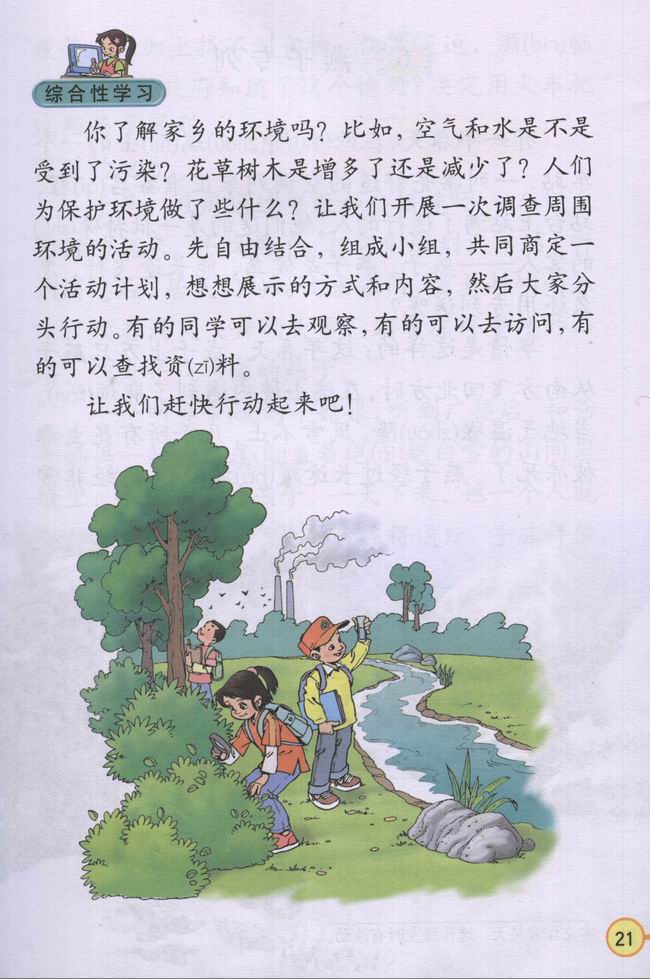 综合性学习
你了解家乡的环境吗？比如，空气和水是不是
受到了污染？花草树木是增多了还是减少了？人们
为保护环境做了些什么？让我们开展一次调查周围
环境的活动。先自由结合，组成小组，共同商定一
个活动计划，想想展示的方式和内容，然后大家分
头行动。有的同学可以去观察，有的可以去访问，有
的可以查找资(zī)料。
让我们赶快行动起来吧！
21